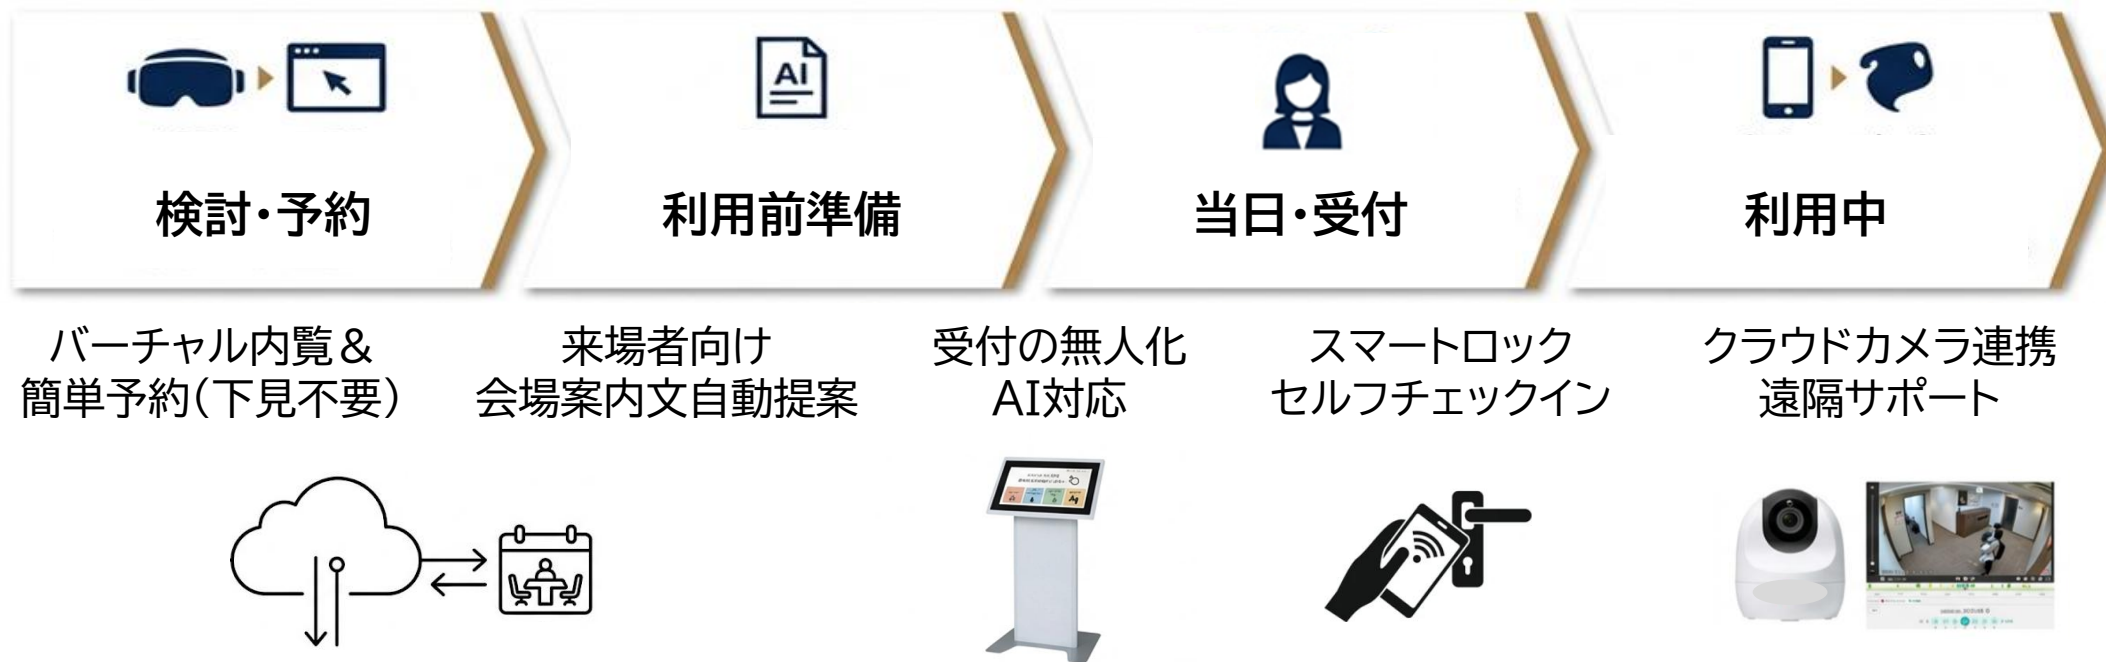 AI
検討・予約
利用前準備
当日・受付
利用中
バーチャル内覧&
簡単予約(下見不要)
来場者向け
会場案内文自動提案
受付の無人化
AI対応
スマートロック
セルフチェックイン
クラウドカメラ連携
遠隔サポート